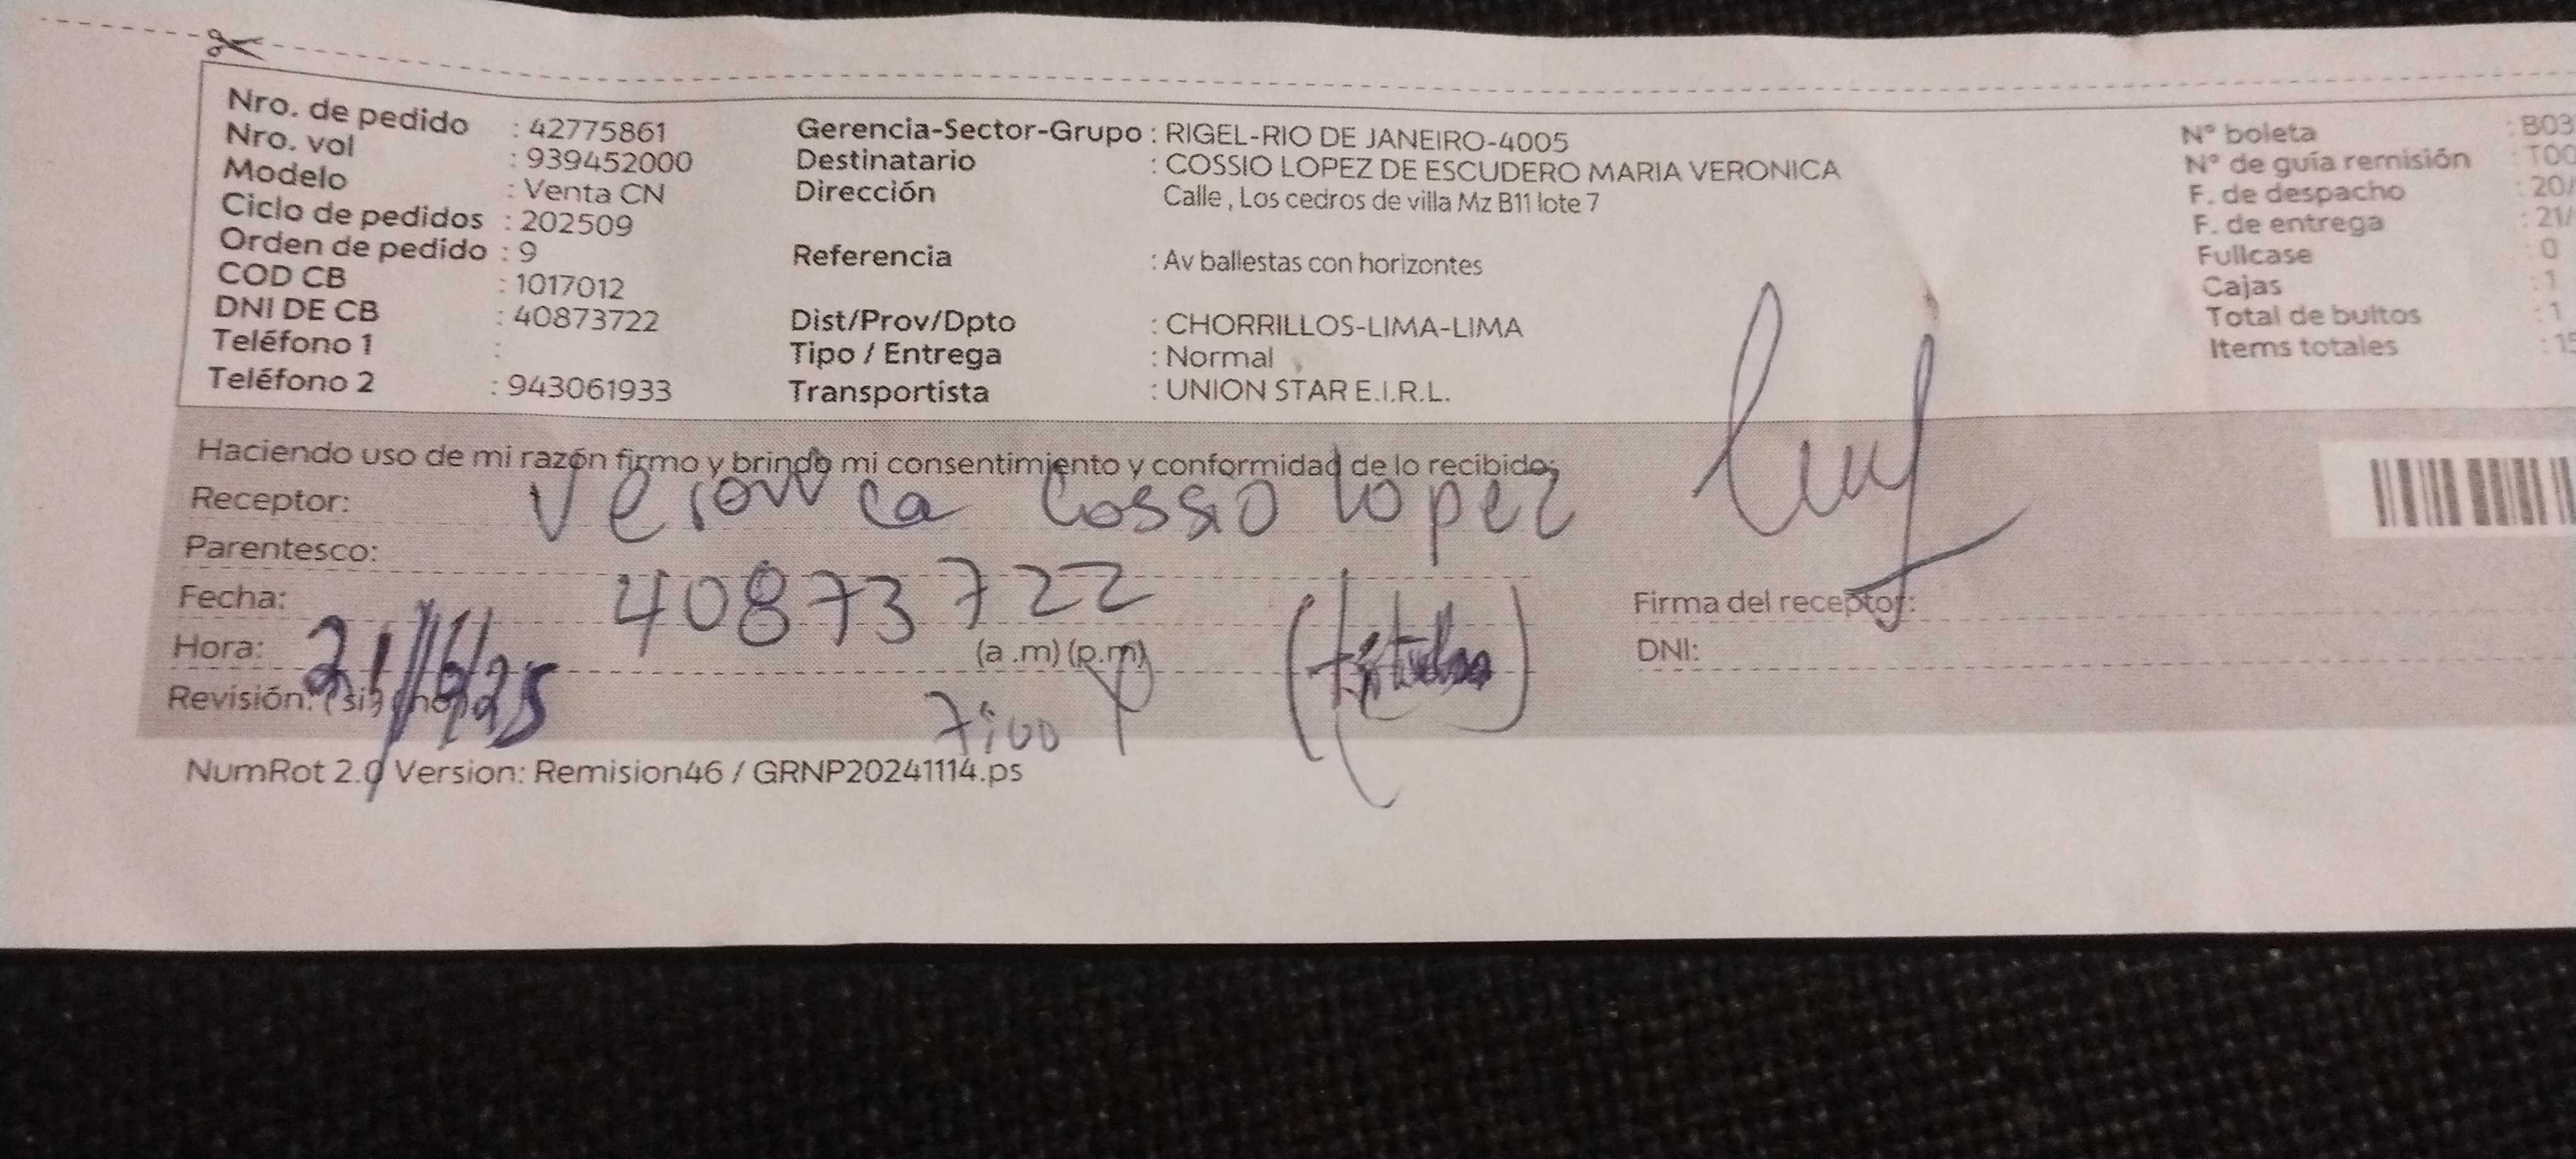 Nro. de pedido : 42775861
Nro. vol : 939452000
Modelo : Venta CN
Ciclo de pedidos : 202509
Orden de pedido : 9
COD CB : 1017012
DNI DE CB : 40873722
Teléfono 1 :
Teléfono 2 : 943061933
Gerencia-Sector-Grupo : RIGEL-RIO DE JANEIRO-4005
Destinatario : COSSIO LOPEZ DE ESCUDERO MARIA VERONICA
Dirección Calle , Los cedros de villa Mz B11 lote 7
Referencia : Av ballestas con horizontes
Dist/Prov/Dpto : CHORRILLOS-LIMA-LIMA
Tipo / Entrega : Normal
Transportista : UNION STAR E.I.R.L.
N° boleta : B03
N° de guía remisión : T00
F. de despacho : 20/
F. de entrega : 21/
Fullcase : 0
Cajas : 1
Total de bultos : 1
Items totales : 15
Haciendo uso de mi razón firmo y brindo mi consentimiento y conformidad de lo recibido:
Receptor: Veronica Cossio Lopez
Parentesco:
Fecha: 40873722
Firma del receptor:
Hora: 21/6/25 (a .m) (p.m)
DNI:
Revisión: ( si) (no)
7:00
NumRot 2.0 Version: Remision46 / GRNP20241114.ps